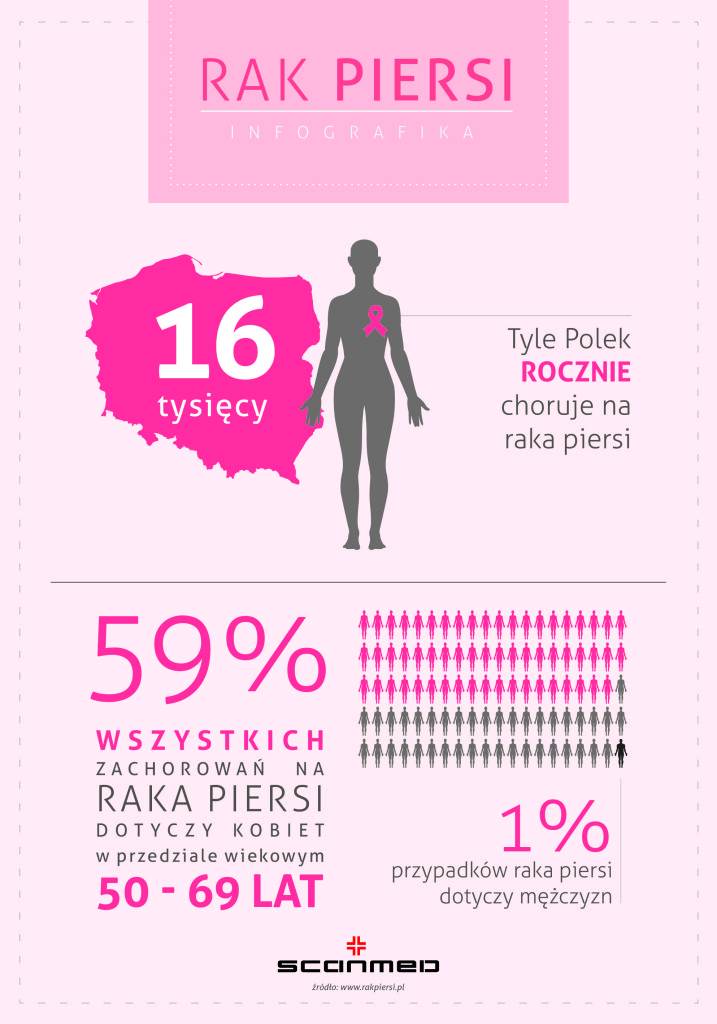 RAK PIERSI
INFOGRAFIKA
16
tysięcy
Tyle Polek
ROCZNIE
choruje na
raka piersi
59%
WSZYSTKICH
ZACHOROWAŃ NA
RAKA PIERSI
DOTYCZY KOBIET
w przedziale wiekowym
50 - 69 LAT
1%
przypadków raka piersi
dotyczy mężczyzn
scanmed
źródło: www.rakpiersi.pl